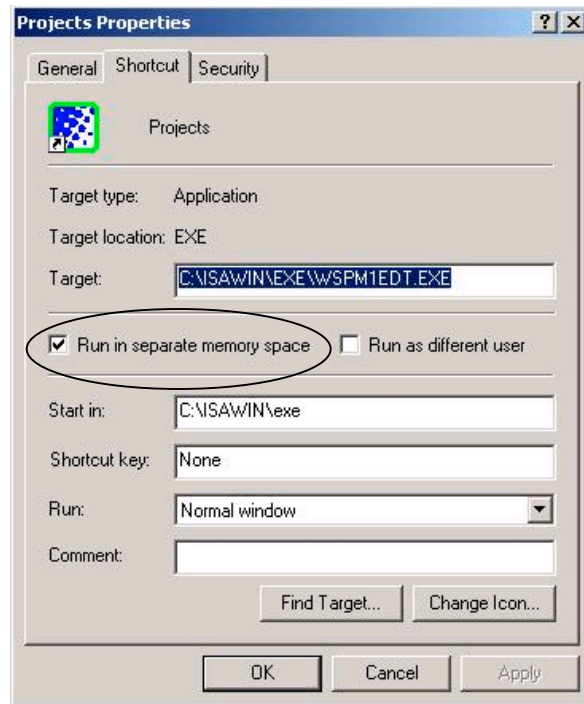 Projects Properties
? X
General Shortcut Security
Projects
Target type: Application
Target location: EXE
Target: C:\ISAWIN\EXE\WSPM1EDT.EXE
Run in separate memory space Run as different user
Start in: C:\ISAWIN\exe
Shortcut key: None
Run: Normal window
Comment:
Find Target... Change Icon...
OK Cancel Apply